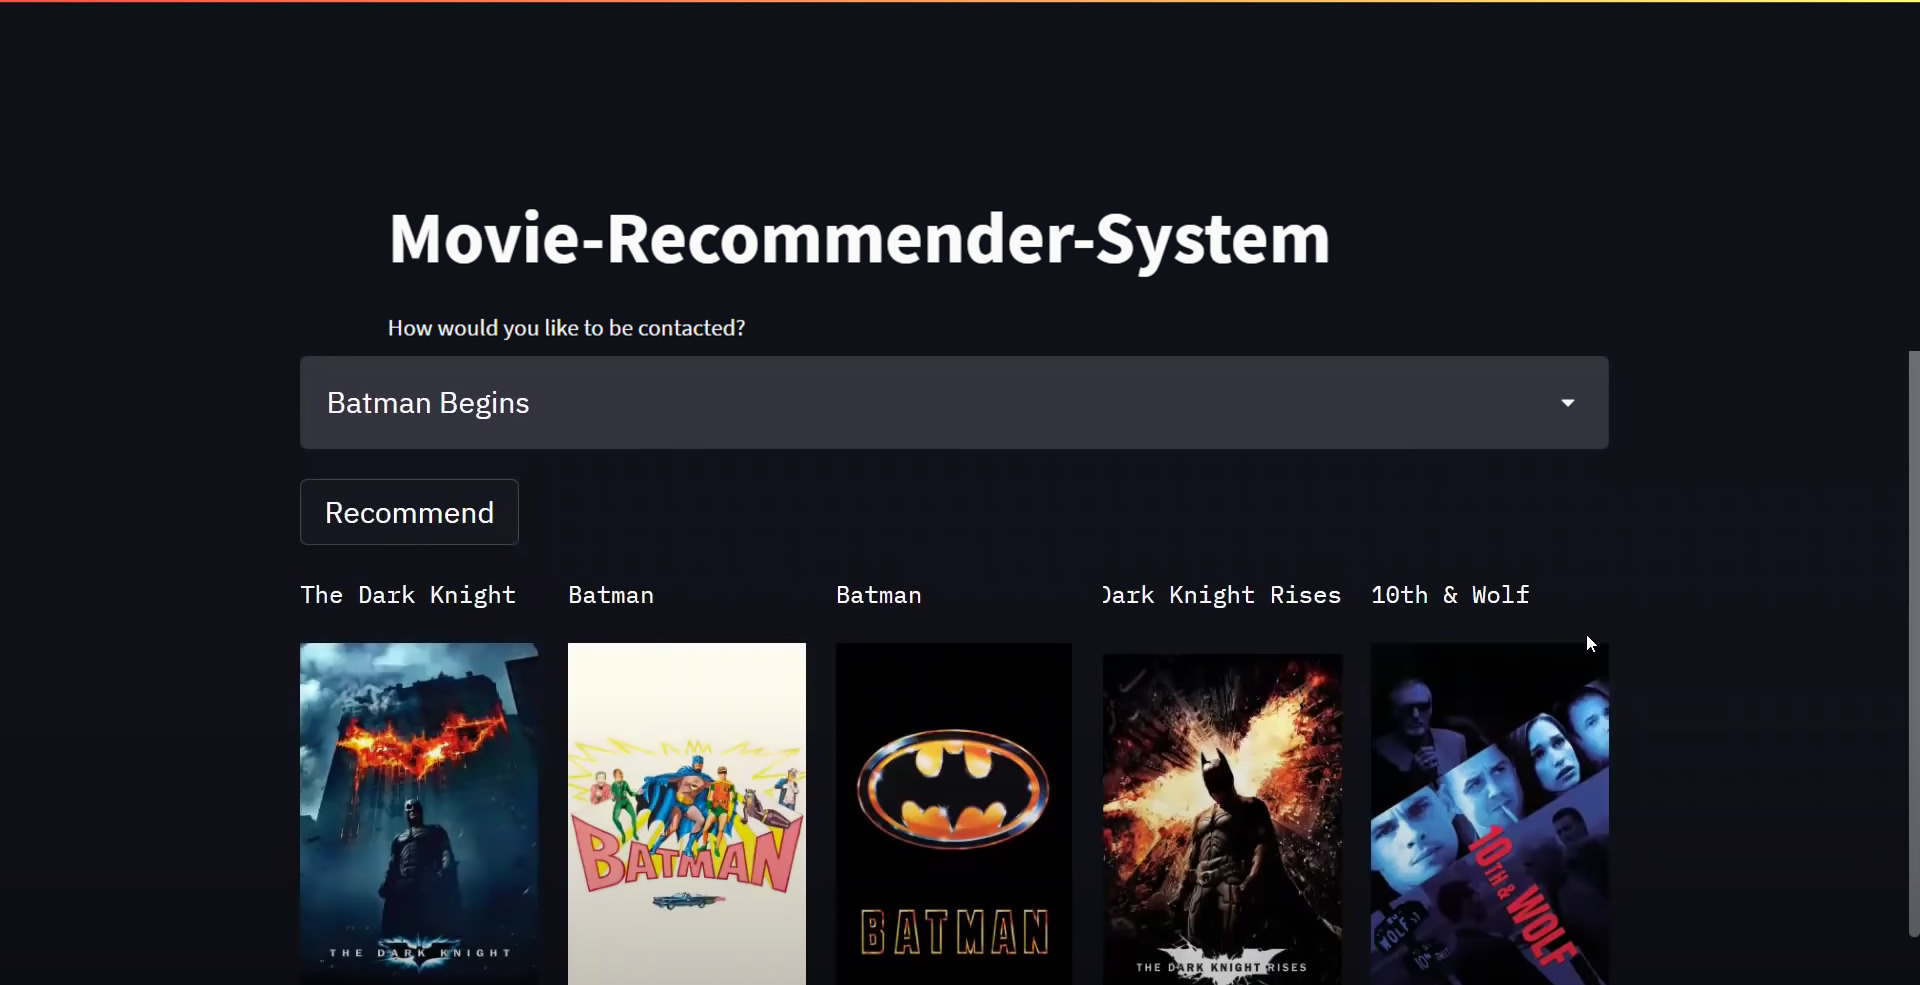 Movie-Recommender-System
How would you like to be contacted?
Batman Begins
Recommend
The Dark Knight
Batman
Batman
Dark Knight Rises
10th & Wolf
THE DARK KNIGHT
BATMAN
BATMAN
THE DARK KNIGHT RISES
10TH & WOLF
WOLF